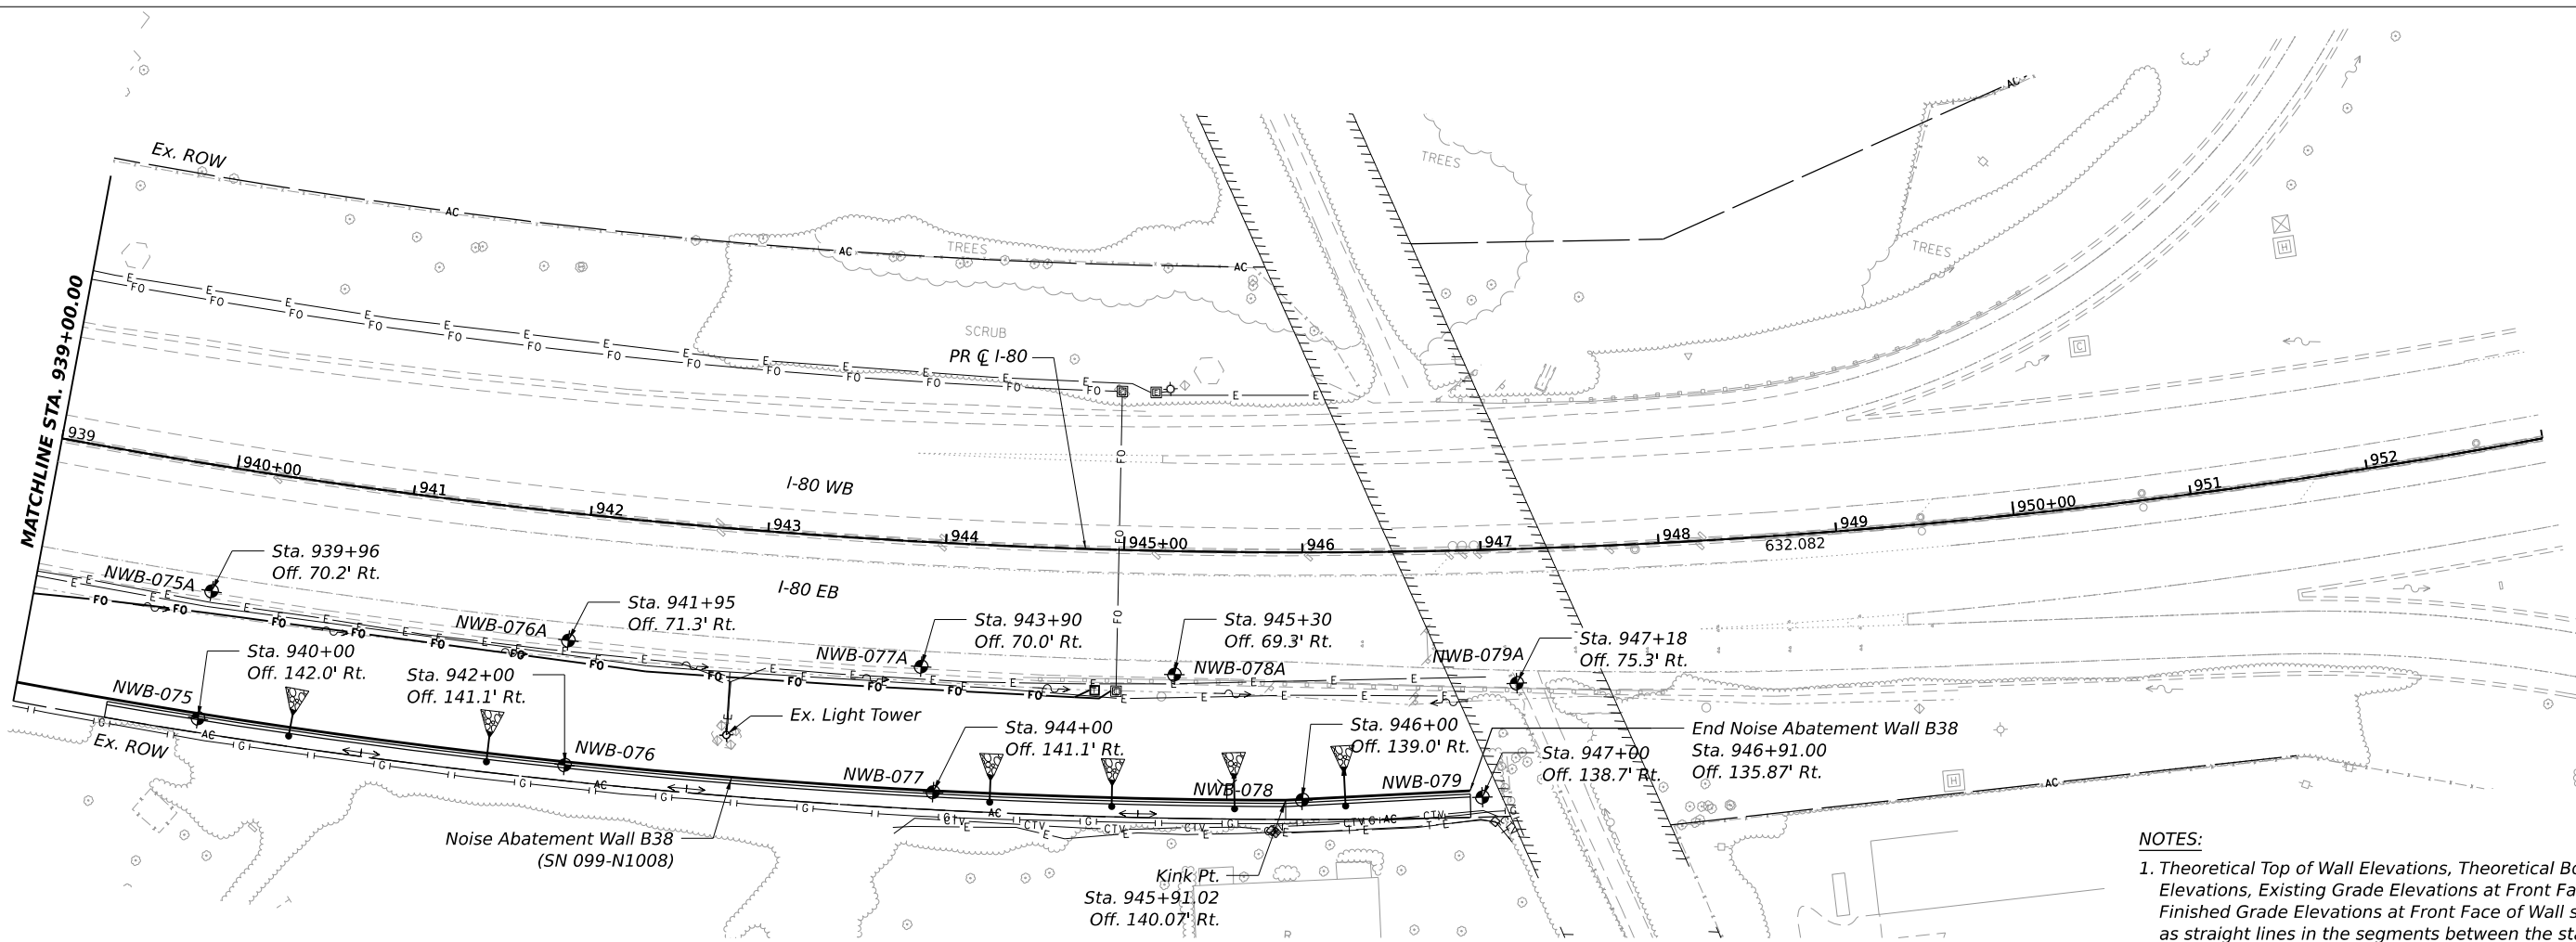 Ex. ROW
AC
AC
AC
AC
TREES
TREES
TREES
SCRUB
PR ℄ I-80
MATCHLINE STA. 939+00.00
939
940+00
941
942
943
944
945+00
946
947
948
949
950+00
951
952
632.082
I-80 WB
I-80 EB
NWB-075A
Sta. 939+96
Off. 70.2' Rt.
NWB-076A
Sta. 941+95
Off. 71.3' Rt.
NWB-077A
Sta. 943+90
Off. 70.0' Rt.
NWB-078A
Sta. 945+30
Off. 69.3' Rt.
NWB-079A
Sta. 947+18
Off. 75.3' Rt.
NWB-075
Sta. 940+00
Off. 142.0' Rt.
NWB-076
Sta. 942+00
Off. 141.1' Rt.
NWB-077
Sta. 944+00
Off. 141.1' Rt.
NWB-078
Sta. 946+00
Off. 139.0' Rt.
NWB-079
Sta. 947+00
Off. 138.7' Rt.
Ex. Light Tower
End Noise Abatement Wall B38
Sta. 946+91.00
Off. 135.87' Rt.
Ex. ROW
Noise Abatement Wall B38
(SN 099-N1008)
Kink Pt.
Sta. 945+91.02
Off. 140.07' Rt.
NOTES:
1. Theoretical Top of Wall Elevations, Theoretical Bo
Elevations, Existing Grade Elevations at Front Fa
Finished Grade Elevations at Front Face of Wall s
as straight lines in the segments between the sta